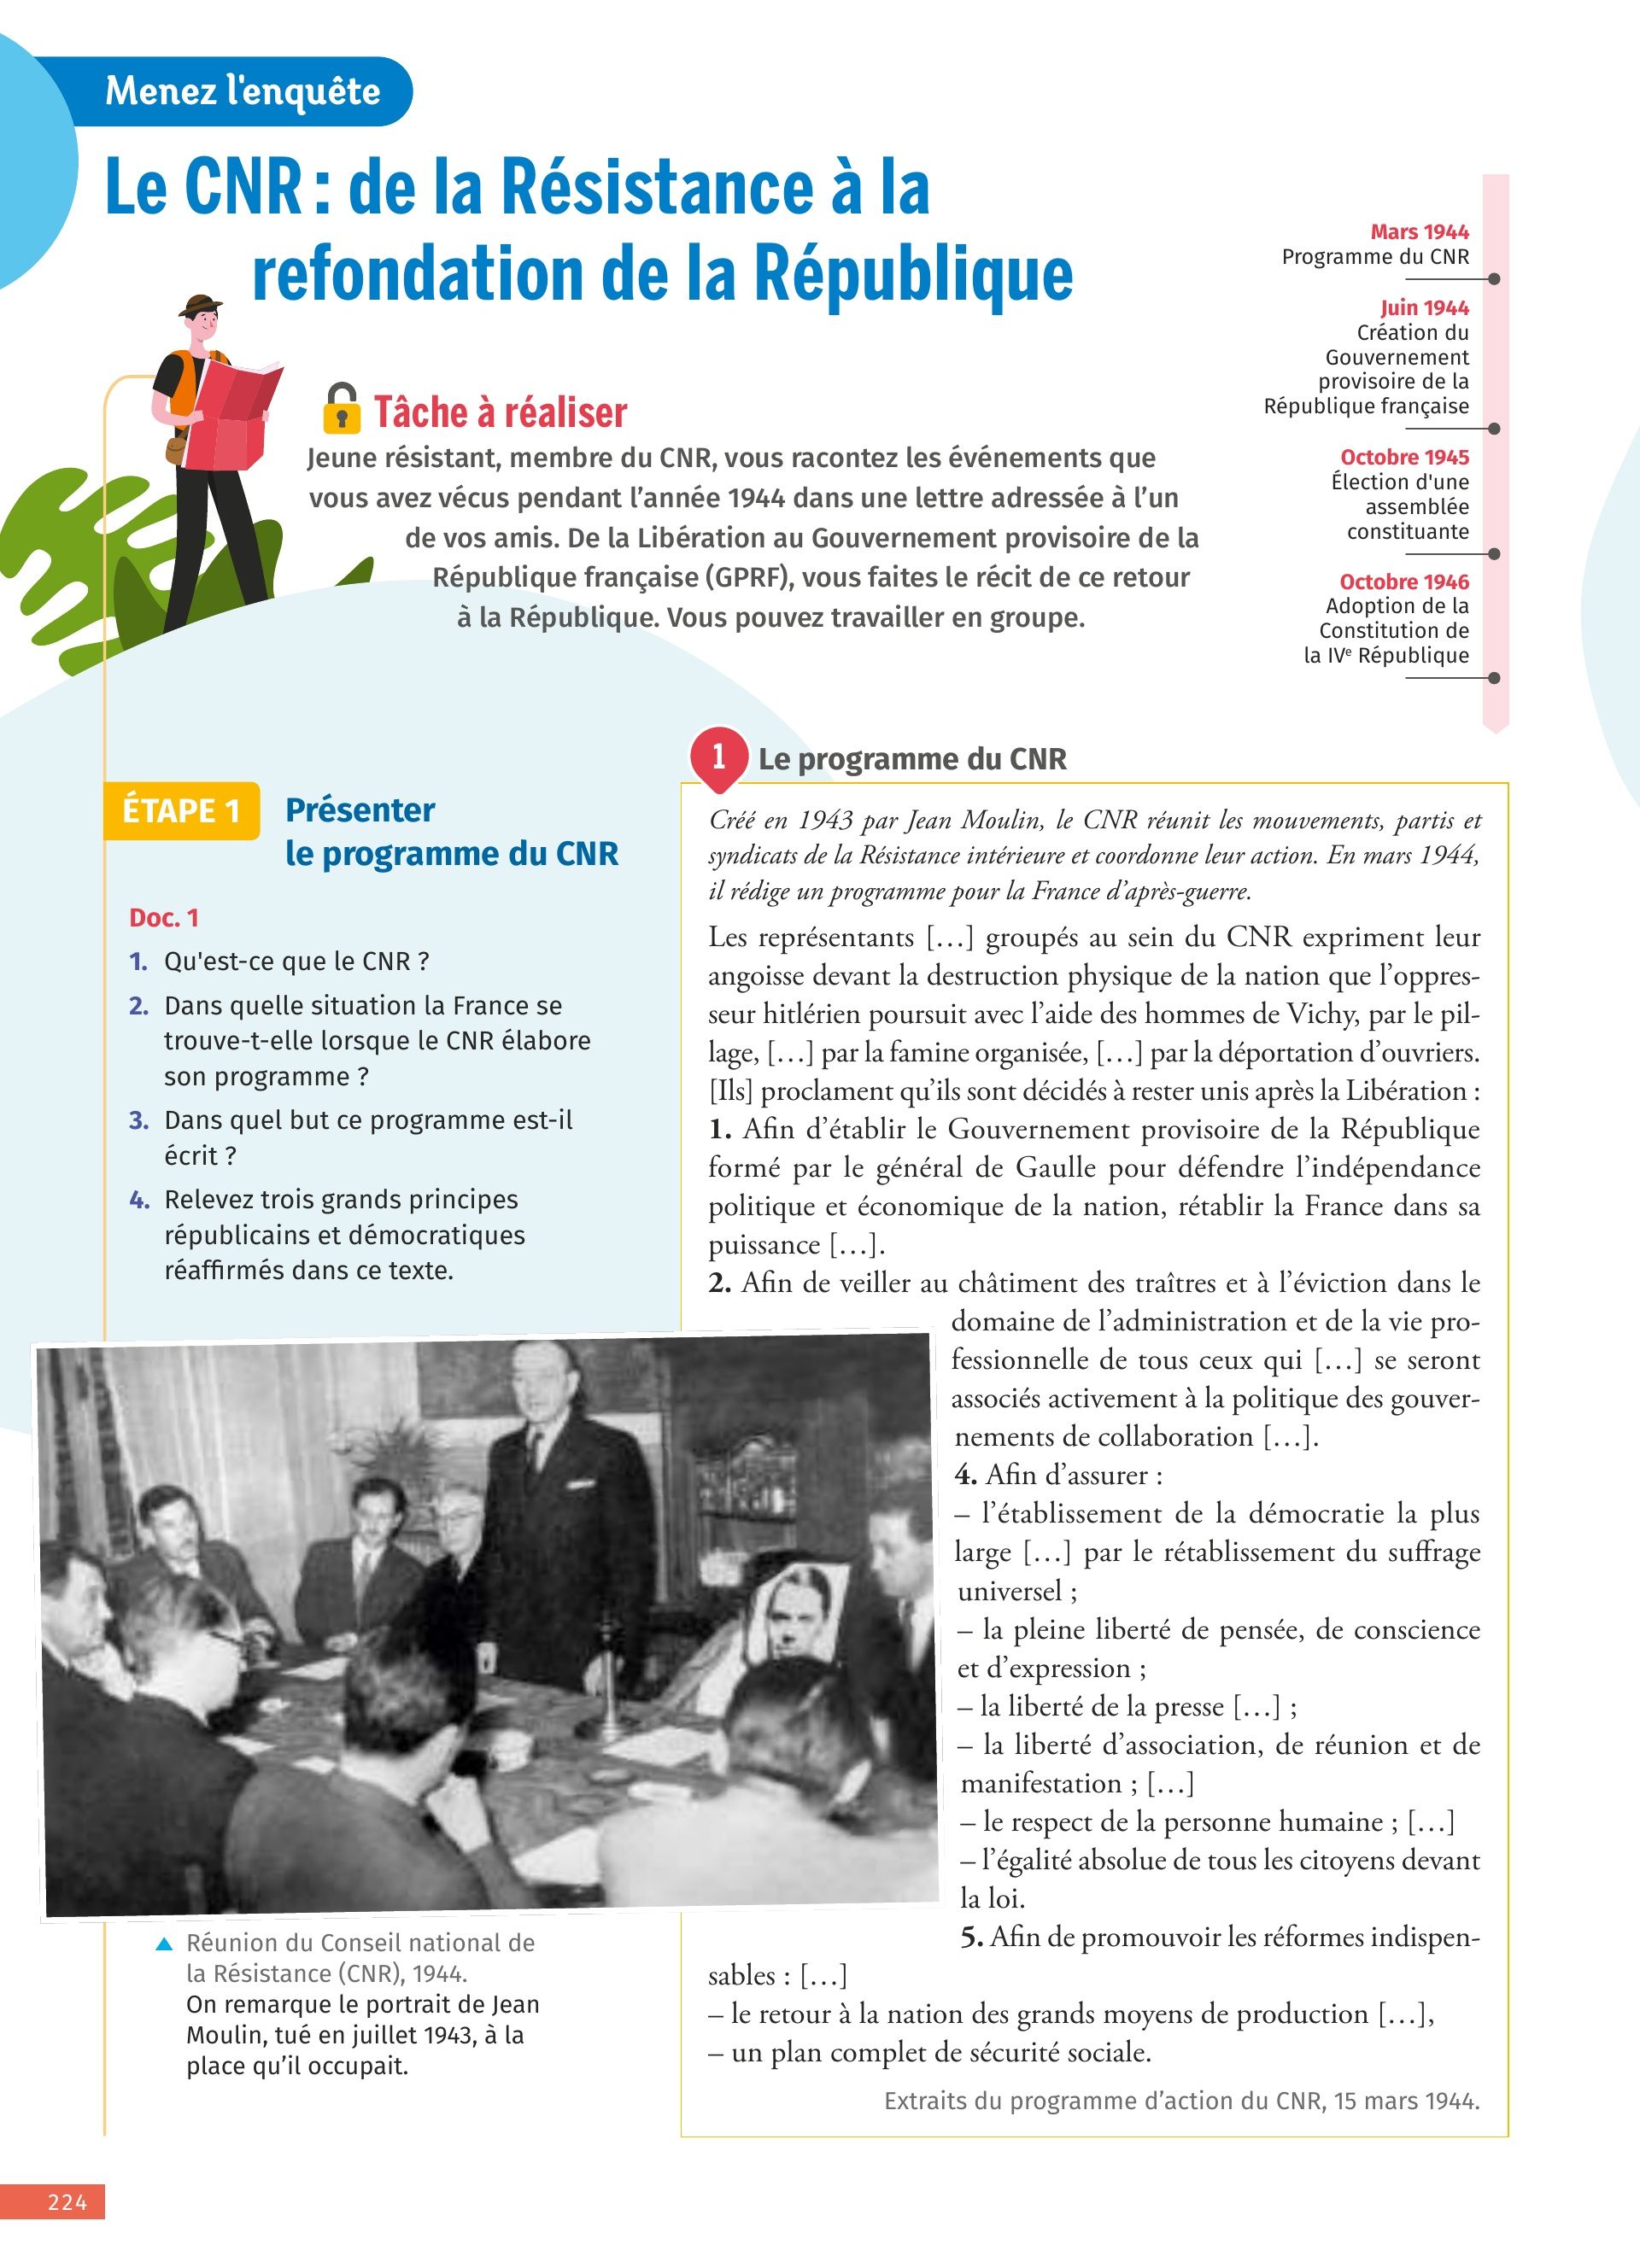 Menez l'enquête
Le CNR : de la Résistance à la
refondation de la République
Mars 1944
Programme du CNR
Juin 1944
Création du
Gouvernement
provisoire de la
République française
Octobre 1945
Élection d'une
assemblée
constituante
Octobre 1946
Adoption de la
Constitution de
la IVe République
Tâche à réaliser
Jeune résistant, membre du CNR, vous racontez les événements que
vous avez vécus pendant l’année 1944 dans une lettre adressée à l’un
de vos amis. De la Libération au Gouvernement provisoire de la
République française (GPRF), vous faites le récit de ce retour
à la République. Vous pouvez travailler en groupe.
ÉTAPE 1
Présenter
le programme du CNR
Doc. 1
1. Qu'est-ce que le CNR ?
2. Dans quelle situation la France se
trouve-t-elle lorsque le CNR élabore
son programme ?
3. Dans quel but ce programme est-il
écrit ?
4. Relevez trois grands principes
républicains et démocratiques
réaffirmés dans ce texte.
▲ Réunion du Conseil national de
la Résistance (CNR), 1944.
On remarque le portrait de Jean
Moulin, tué en juillet 1943, à la
place qu’il occupait.
1 Le programme du CNR
Créé en 1943 par Jean Moulin, le CNR réunit les mouvements, partis et
syndicats de la Résistance intérieure et coordonne leur action. En mars 1944,
il rédige un programme pour la France d’après-guerre.
Les représentants […] groupés au sein du CNR expriment leur
angoisse devant la destruction physique de la nation que l’oppres-
seur hitlérien poursuit avec l’aide des hommes de Vichy, par le pil-
lage, […] par la famine organisée, […] par la déportation d’ouvriers.
[Ils] proclament qu’ils sont décidés à rester unis après la Libération :
1. Afin d’établir le Gouvernement provisoire de la République
formé par le général de Gaulle pour défendre l’indépendance
politique et économique de la nation, rétablir la France dans sa
puissance […].
2. Afin de veiller au châtiment des traîtres et à l’éviction dans le
domaine de l’administration et de la vie pro-
fessionnelle de tous ceux qui […] se seront
associés activement à la politique des gouver-
nements de collaboration […].
4. Afin d’assurer :
– l’établissement de la démocratie la plus
large […] par le rétablissement du suffrage
universel ;
– la pleine liberté de pensée, de conscience
et d’expression ;
– la liberté de la presse […] ;
– la liberté d’association, de réunion et de
manifestation ; […]
– le respect de la personne humaine ; […]
– l’égalité absolue de tous les citoyens devant
la loi.
5. Afin de promouvoir les réformes indispen-
sables : […]
– le retour à la nation des grands moyens de production […],
– un plan complet de sécurité sociale.
Extraits du programme d’action du CNR, 15 mars 1944.
224